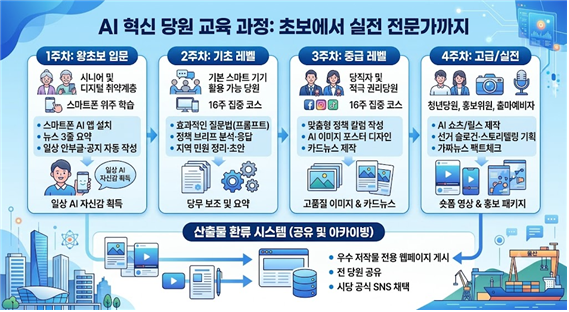 AI 혁신 당원 교육 과정: 초보에서 실전 전문가까지
1주차: 왕초보 입문
시니어 및
디지털 취약계층
스마트폰 위주 학습
• 스마트폰 AI 앱 설치
• 뉴스 3줄 요약
• 일상 안부글·공지 자동 작성
일상 AI 자신감 획득
일상 AI 자신감 획득
2주차: 기초 레벨
기본 스마트 기기
활용 가능 당원
16주 집중 코스
• 효과적인 질문법(프롬프트)
• 정책 브리프 분석·응답
• 지역 민원 정리·초안
당무 보조 및 요약
3주차: 중급 레벨
당직자 및
적극 권리당원
16주 집중 코스
• 맞춤형 정책 칼럼 작성
• AI 이미지 포스터 디자인
• 카드뉴스 제작
고품질 이미지 & 카드뉴스
4주차: 고급/실전
청년당원, 홍보위원, 출마예비자
• AI 쇼츠/릴스 제작
• 선거 슬로건·스토리텔링 기획
• 가짜뉴스 팩트체크
숏폼 영상 & 홍보 패키지
산출물 환류 시스템 (공유 및 아카이빙)
• 우수 저작물 전용 웹페이지 게시
• 전 당원 공유
• 시당 공식 SNS 채택
울산